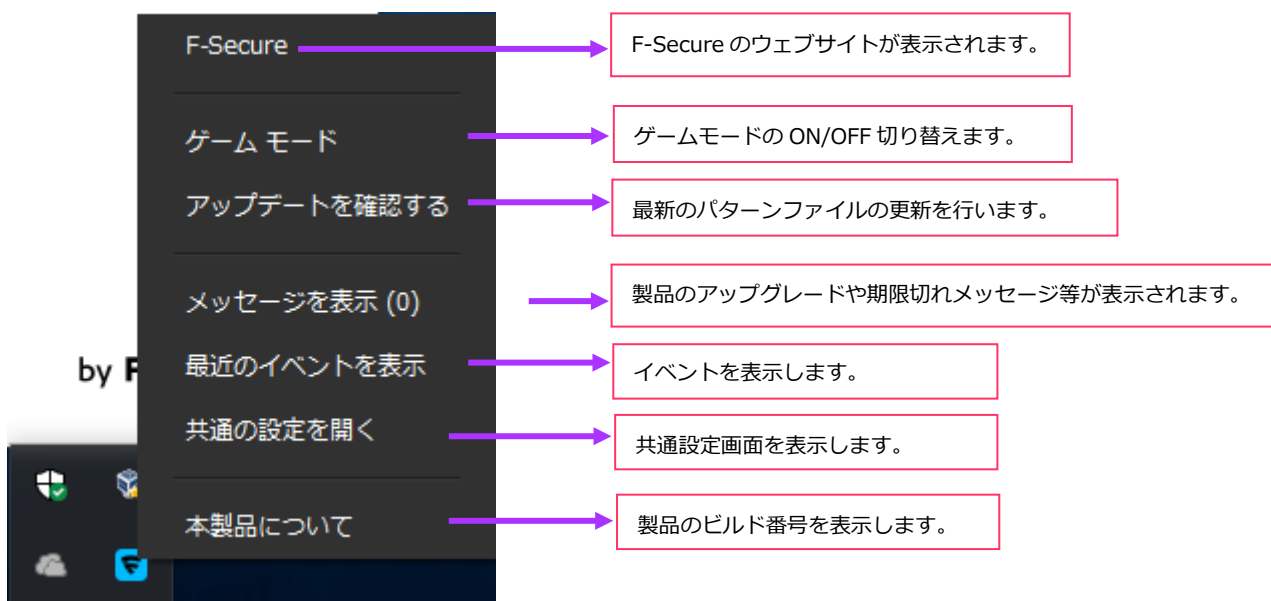 F-Secure
F-Secure のウェブサイトが表示されます。
ゲーム モード
ゲームモードの ON/OFF 切り替えます。
アップデートを確認する
最新のパターンファイルの更新を行います。
メッセージを表示 (0)
製品のアップグレードや期限切れメッセージ等が表示されます。
by F
最近のイベントを表示
イベントを表示します。
共通の設定を開く
共通設定画面を表示します。
本製品について
製品のビルド番号を表示します。